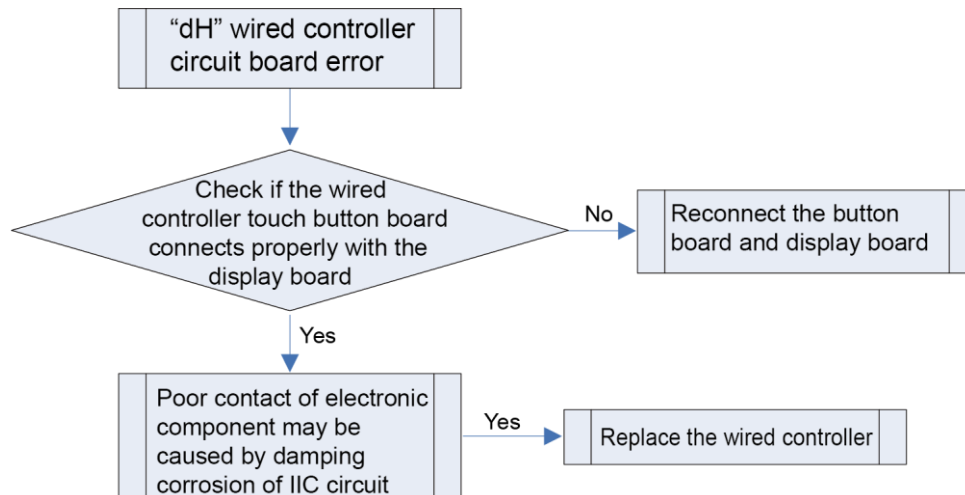 “dH” wired controller
circuit board error
Check if the wired
controller touch button board
connects properly with the
display board
No
Reconnect the button
board and display board
Yes
Poor contact of electronic
component may be
caused by damping
corrosion of IIC circuit
Yes
Replace the wired controller